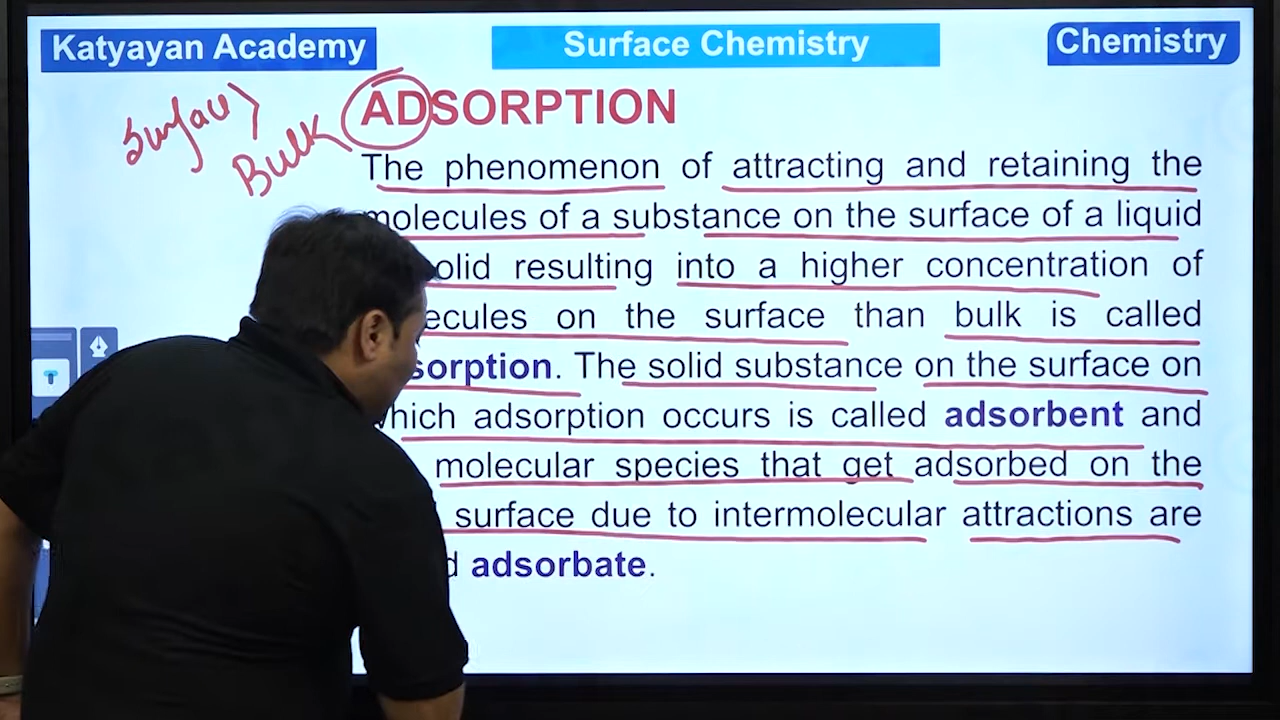 Katyayan Academy
Surface Chemistry
Chemistry
Surface >
Bulk
ADSORPTION
The phenomenon of attracting and retaining the
molecules of a substance on the surface of a liquid
olid resulting into a higher concentration of
ecules on the surface than bulk is called
sorption. The solid substance on the surface on
which adsorption occurs is called adsorbent and
molecular species that get adsorbed on the
surface due to intermolecular attractions are
d adsorbate.